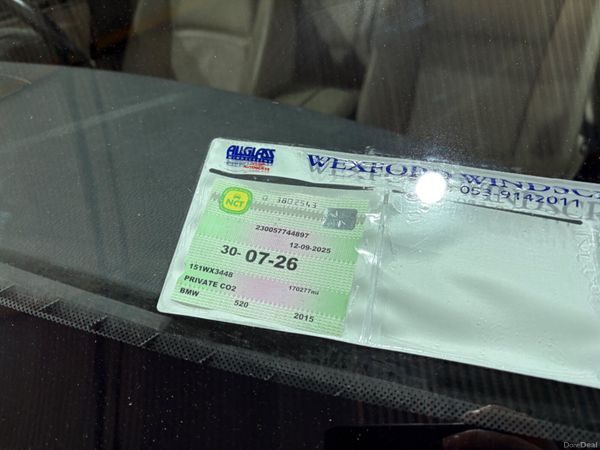 ALLGLASS
WEXFORD WINDSC
053-9142011
NCT
0 3802543
230057744897
12-09-2025
30- 07-26
151WX3448
PRIVATE CO2 170277mi
BMW 520 2015
DoneDeal